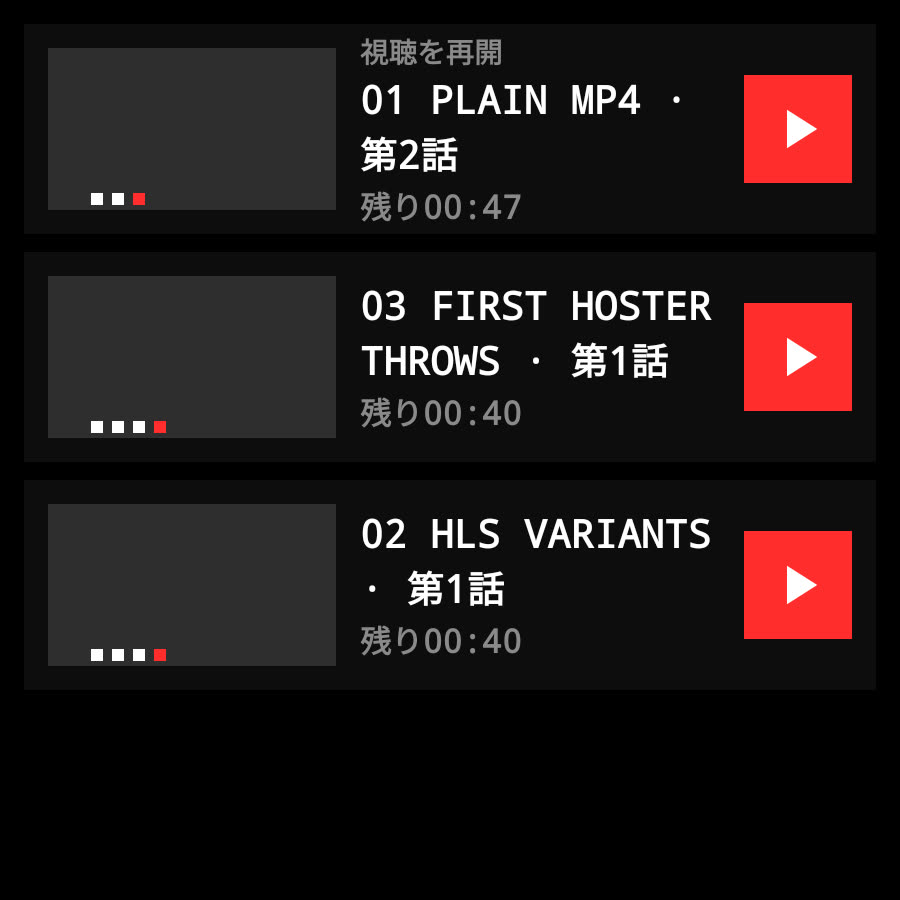 視聴を再開
01 PLAIN MP4 ·
第2話
残り00:47
03 FIRST HOSTER
THROWS · 第1話
残り00:40
02 HLS VARIANTS
· 第1話
残り00:40